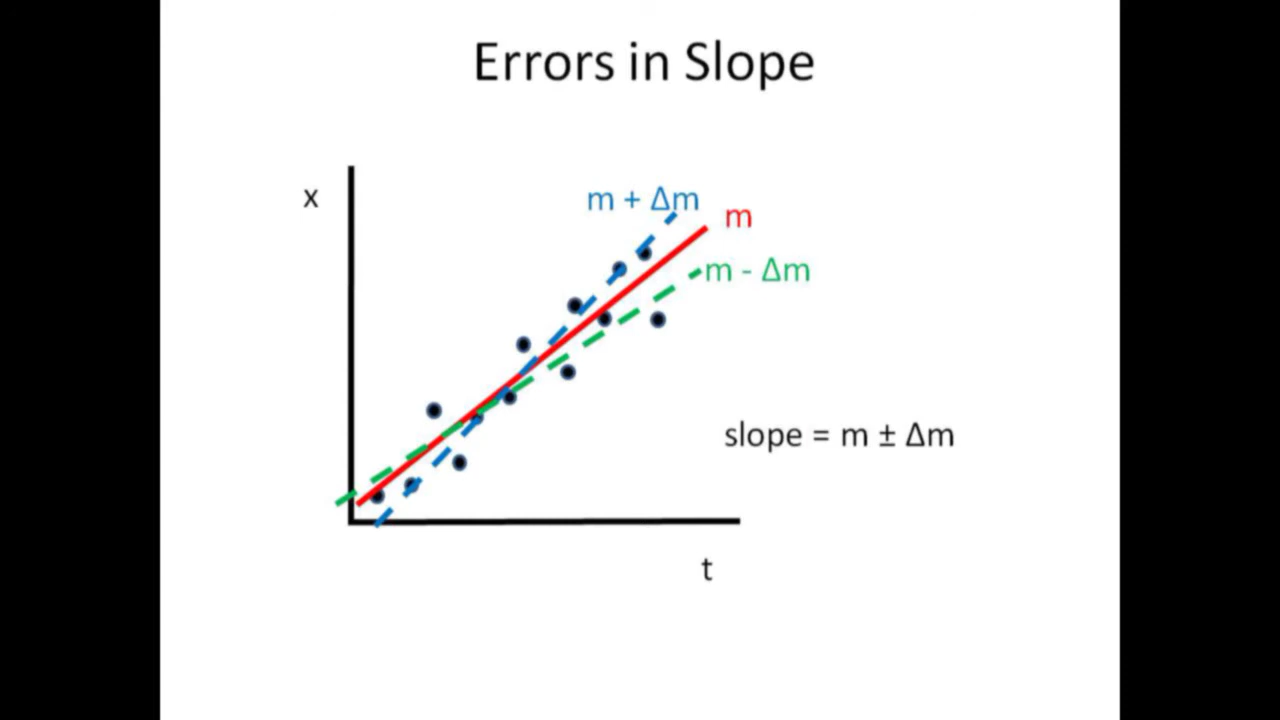 Errors in Slope
x
m + Δm
m
m - Δm
slope = m ± Δm
t